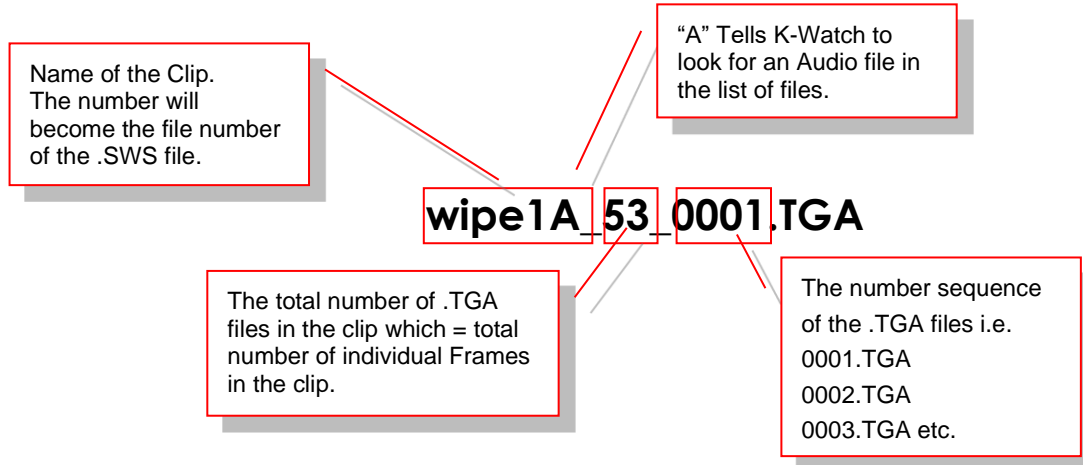 Name of the Clip.
The number will
become the file number
of the .SWS file.
“A” Tells K-Watch to
look for an Audio file in
the list of files.
wipe1A_53_0001.TGA
The total number of .TGA
files in the clip which = total
number of individual Frames
in the clip.
The number sequence
of the .TGA files i.e.
0001.TGA
0002.TGA
0003.TGA etc.